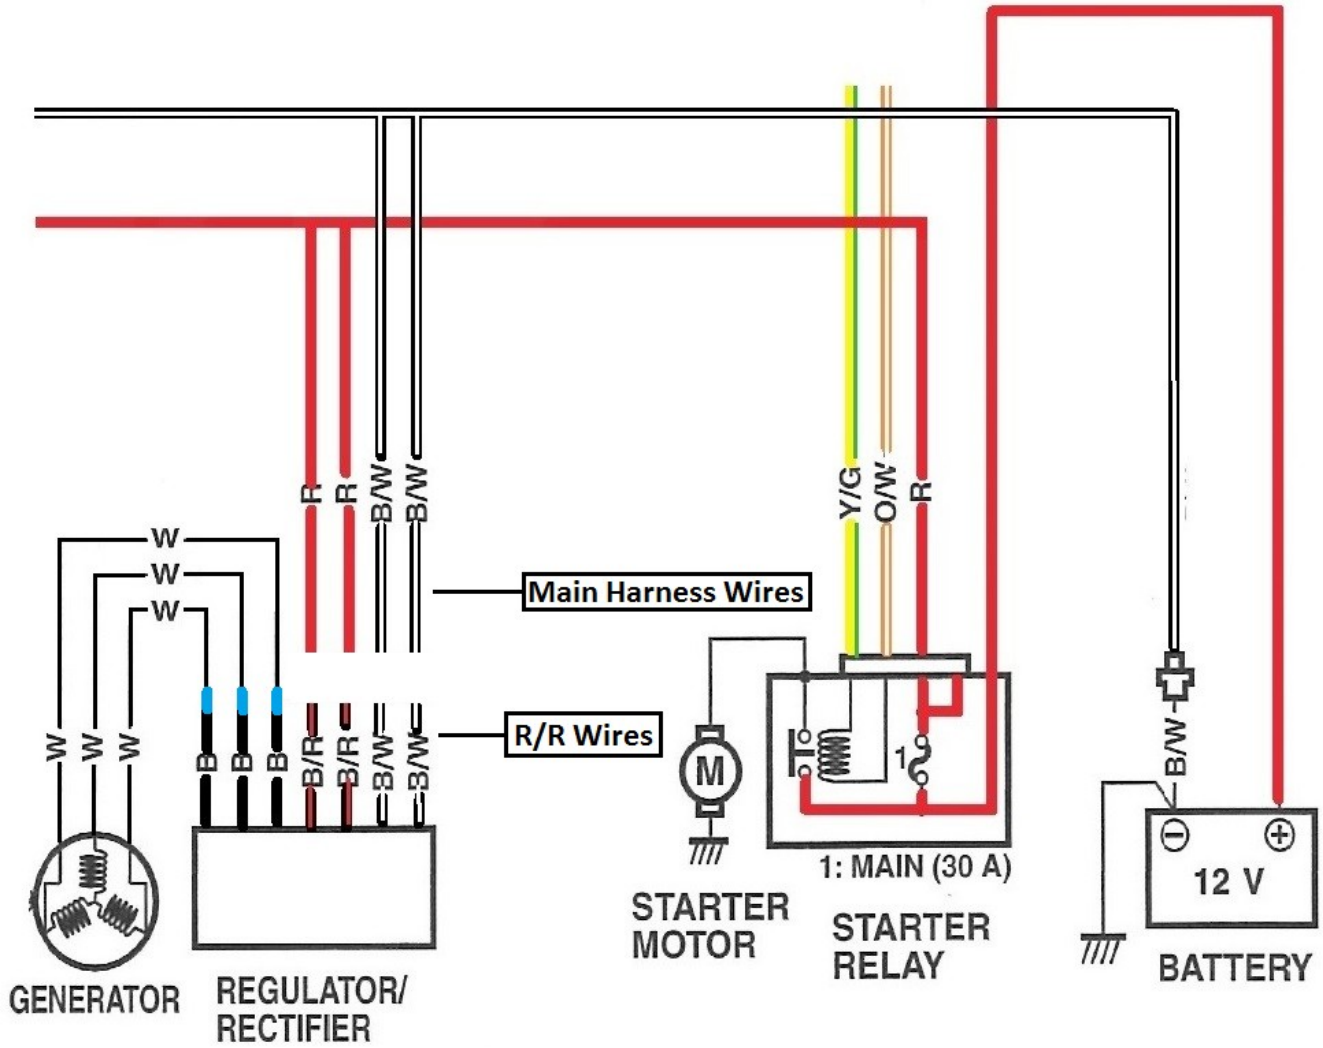 R
R
B/W
B/W
Y/G
O/W
R
W
W
W
Main Harness Wires
R/R Wires
W
W
W
B
B
B
B/R
B/R
B/W
B/W
M
1
B/W
− +
12 V
1: MAIN (30 A)
GENERATOR
REGULATOR/
RECTIFIER
STARTER
MOTOR
STARTER
RELAY
BATTERY